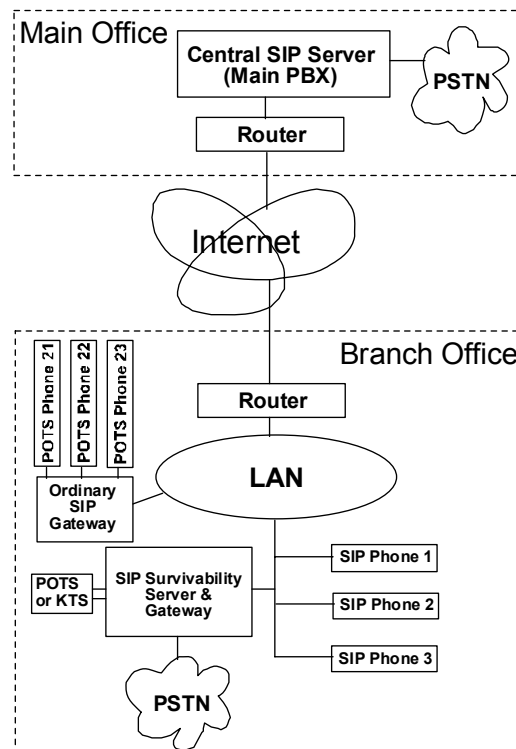 Main Office
Central SIP Server
(Main PBX)
PSTN
Router
Internet
Branch Office
POTS Phone 21
POTS Phone 22
POTS Phone 23
Router
LAN
Ordinary
SIP
Gateway
SIP Phone 1
POTS
or KTS
SIP Survivability
Server &
Gateway
SIP Phone 2
SIP Phone 3
PSTN